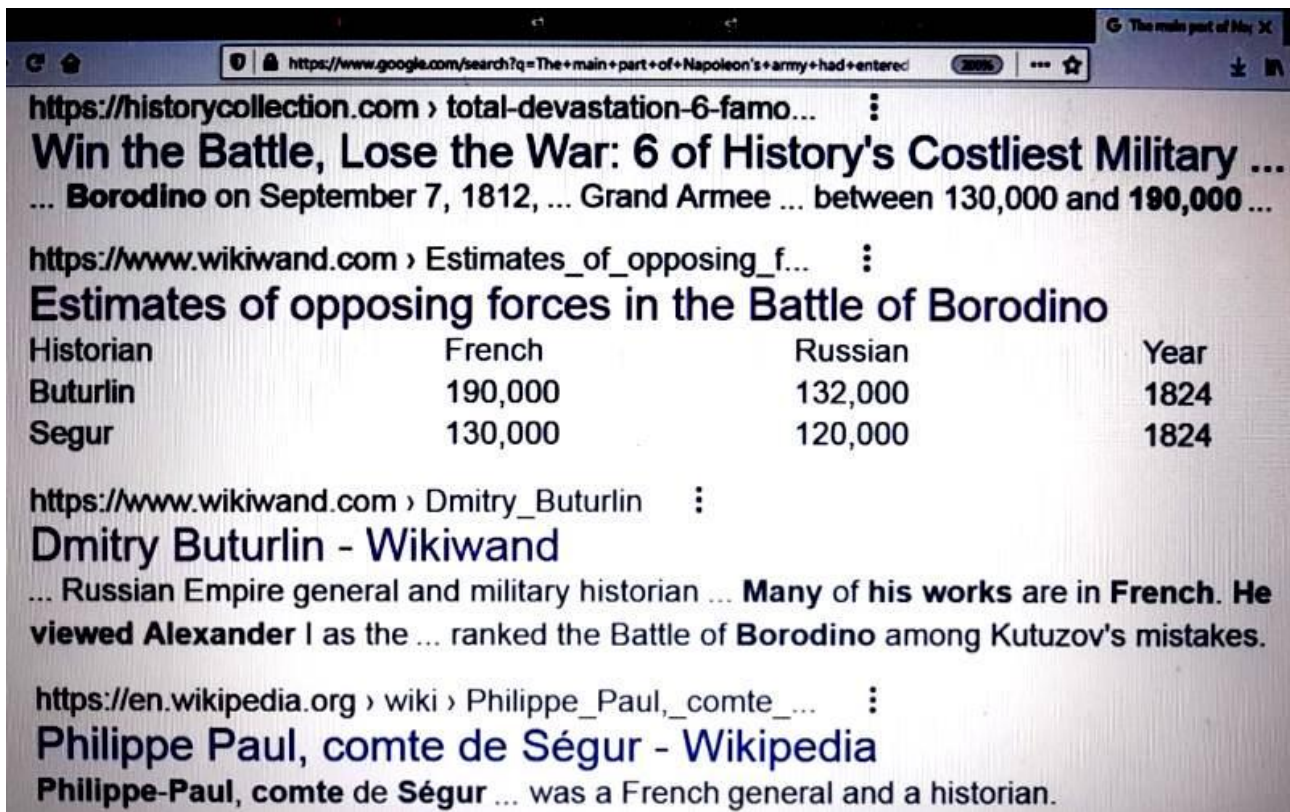 G The main part of Nap X
https://www.google.com/search?q=The+main+part+of+Napoleon's+army+had+entered 200% ...
https://historycollection.com › total-devastation-6-famo...
Win the Battle, Lose the War: 6 of History's Costliest Military ...
... Borodino on September 7, 1812, ... Grand Armee ... between 130,000 and 190,000 ...
https://www.wikiwand.com › Estimates_of_opposing_f...
Estimates of opposing forces in the Battle of Borodino
Historian French Russian Year
Buturlin 190,000 132,000 1824
Segur 130,000 120,000 1824
https://www.wikiwand.com › Dmitry_Buturlin
Dmitry Buturlin - Wikiwand
... Russian Empire general and military historian ... Many of his works are in French. He
viewed Alexander I as the ... ranked the Battle of Borodino among Kutuzov's mistakes.
https://en.wikipedia.org › wiki › Philippe_Paul,_comte_...
Philippe Paul, comte de Ségur - Wikipedia
Philippe-Paul, comte de Ségur ... was a French general and a historian.